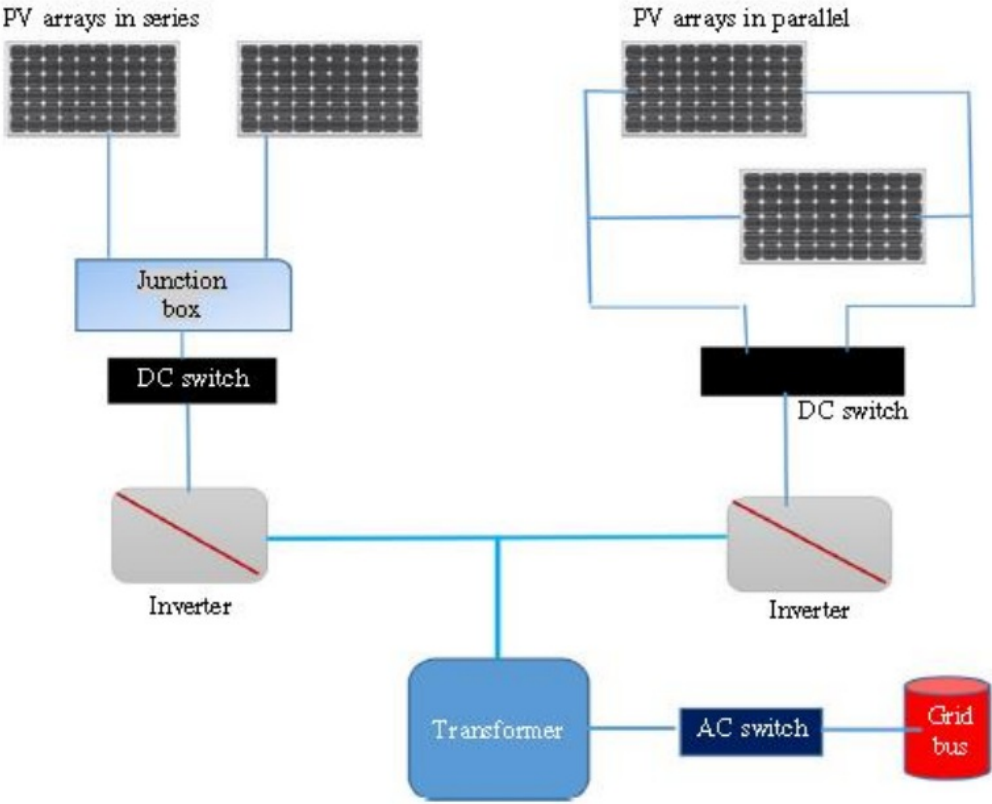 PV arrays in series
PV arrays in parallel
Junction
box
DC switch
DC switch
Inverter
Inverter
Transformer
AC switch
Grid
bus